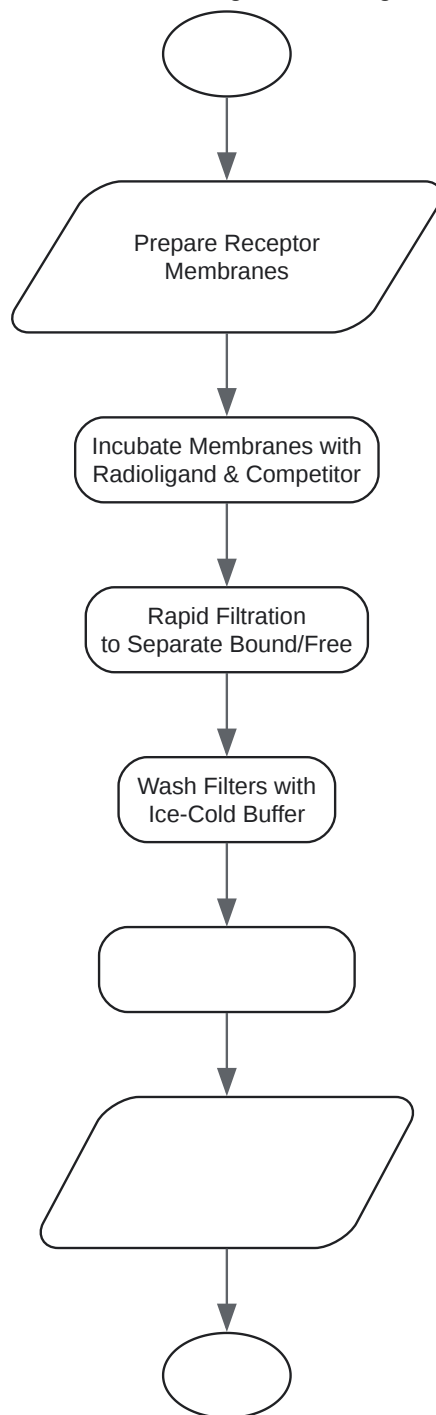 Prepare Receptor
Membranes
Incubate Membranes with
Radioligand & Competitor
Rapid Filtration
to Separate Bound/Free
Wash Filters with
Ice-Cold Buffer